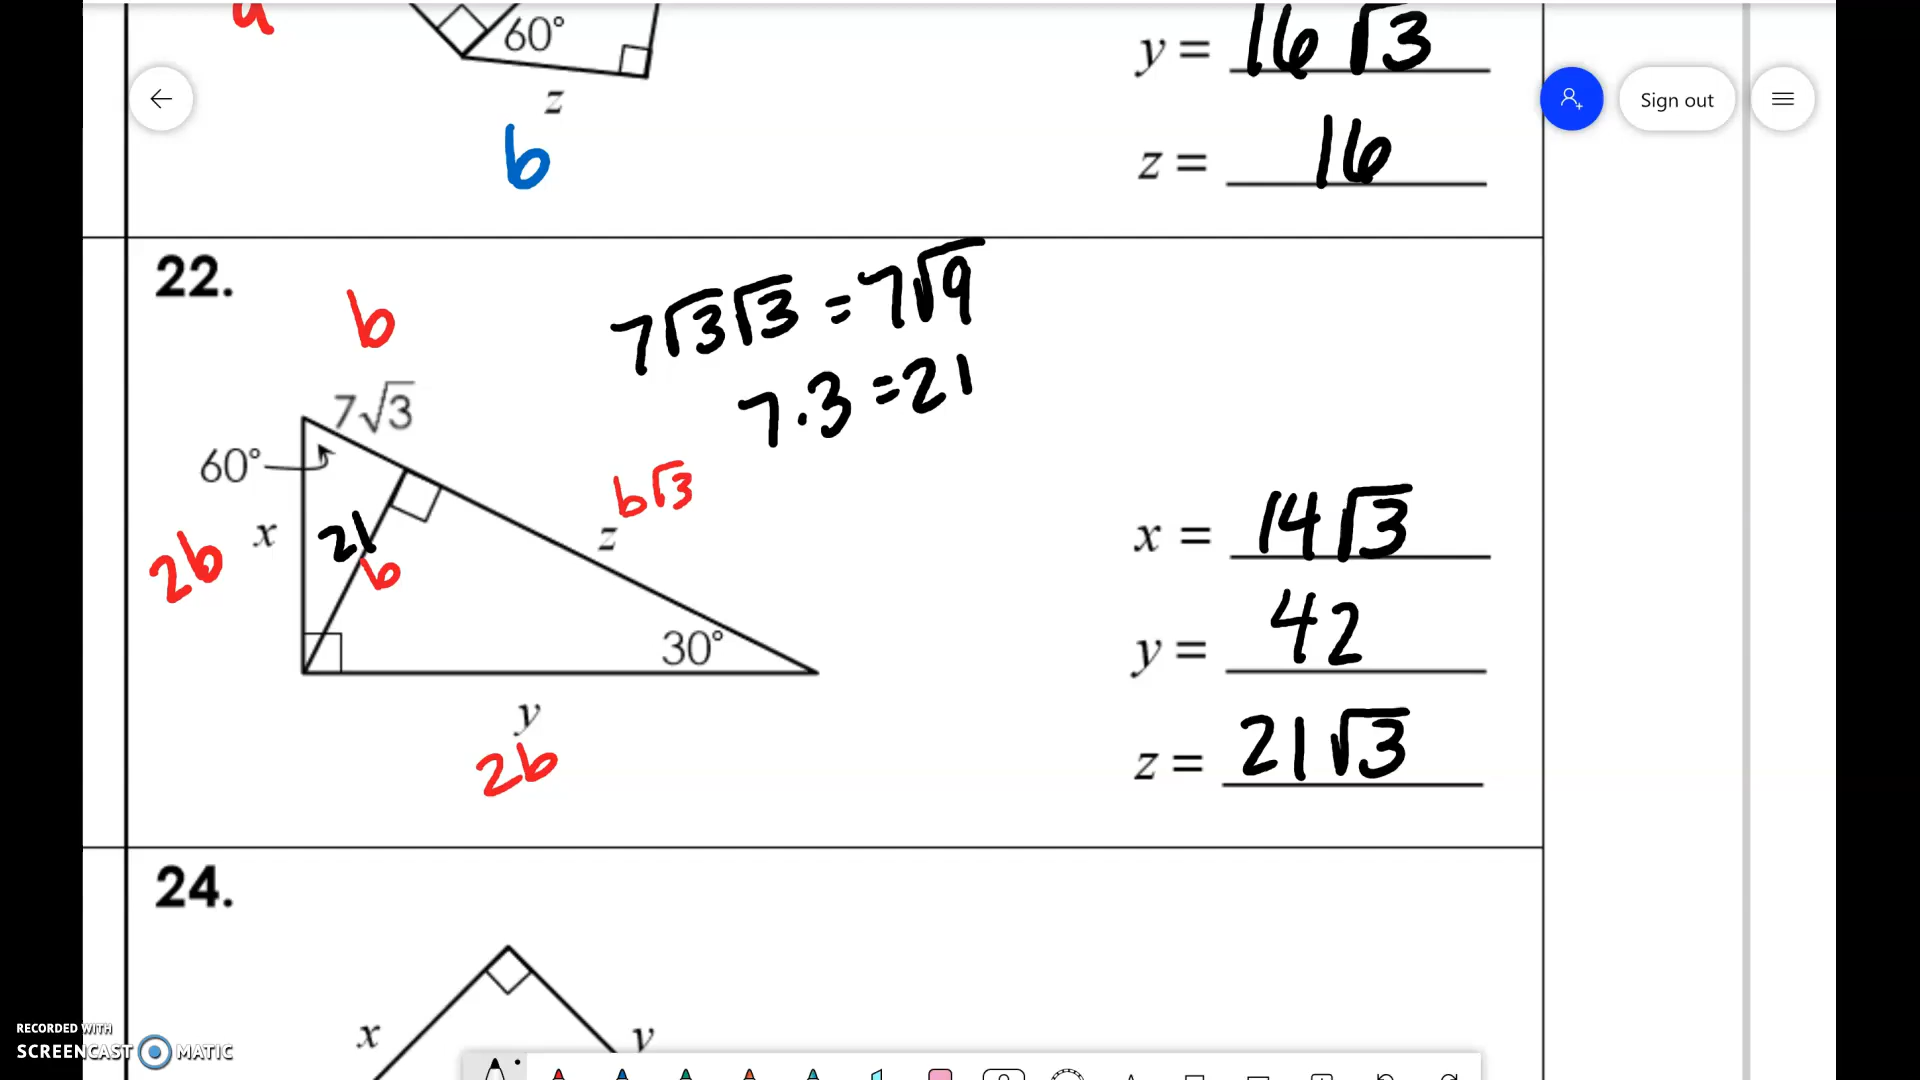 a
60°
z
b
y = 16√3
z = 16
Sign out
22.
b
7√3√3 = 7√9
7·3 = 21
7√3
60°
x
2b
21
b
b√3
z
30°
y
2b
x = 14√3
y = 42
z = 21√3
24.
x
y
RECORDED WITH
SCREENCAST MATIC